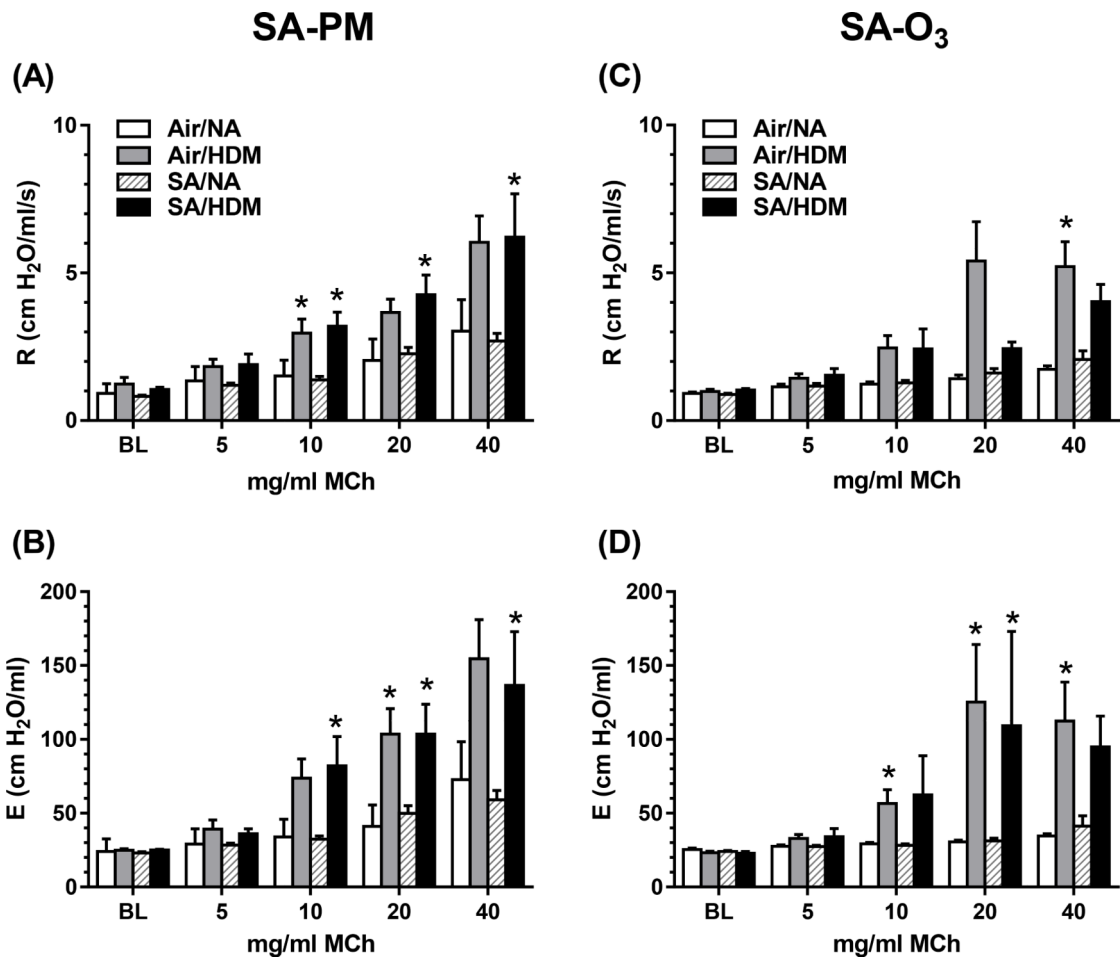 SA-PM
SA-O₃
(A)
10
5
0
R (cm H₂O/ml/s)
Air/NA
Air/HDM
SA/NA
SA/HDM
* * * *
BL 5 10 20 40
mg/ml MCh
(C)
10
5
0
R (cm H₂O/ml/s)
Air/NA
Air/HDM
SA/NA
SA/HDM
*
BL 5 10 20 40
mg/ml MCh
(B)
200
150
100
50
0
E (cm H₂O/ml)
* * * *
BL 5 10 20 40
mg/ml MCh
(D)
200
150
100
50
0
E (cm H₂O/ml)
* * * *
BL 5 10 20 40
mg/ml MCh